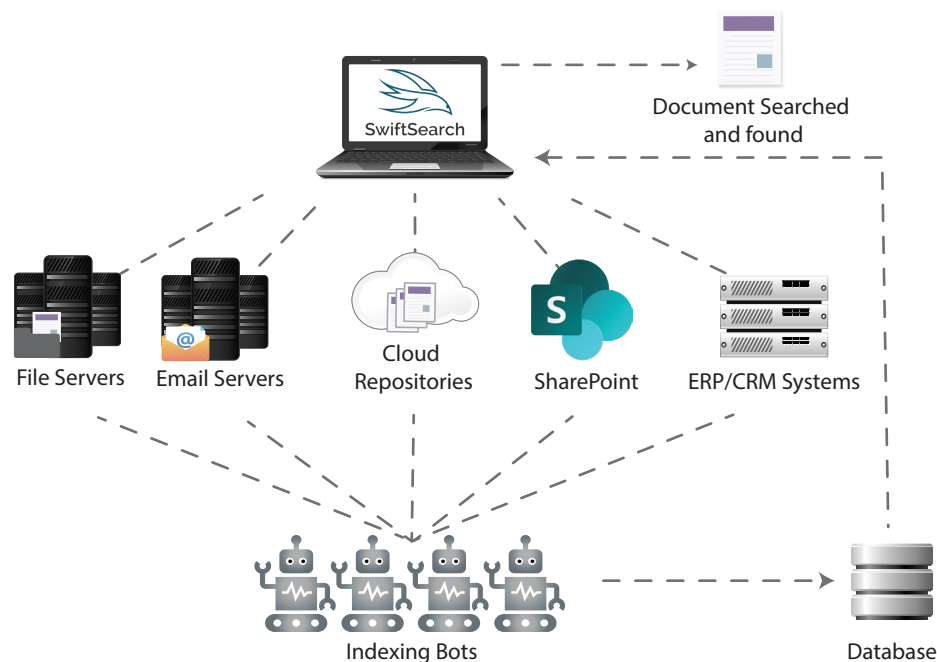 SwiftSearch
Document Searched
and found
File Servers
Email Servers
@
Cloud
Repositories
S
SharePoint
ERP/CRM Systems
Indexing Bots
Database